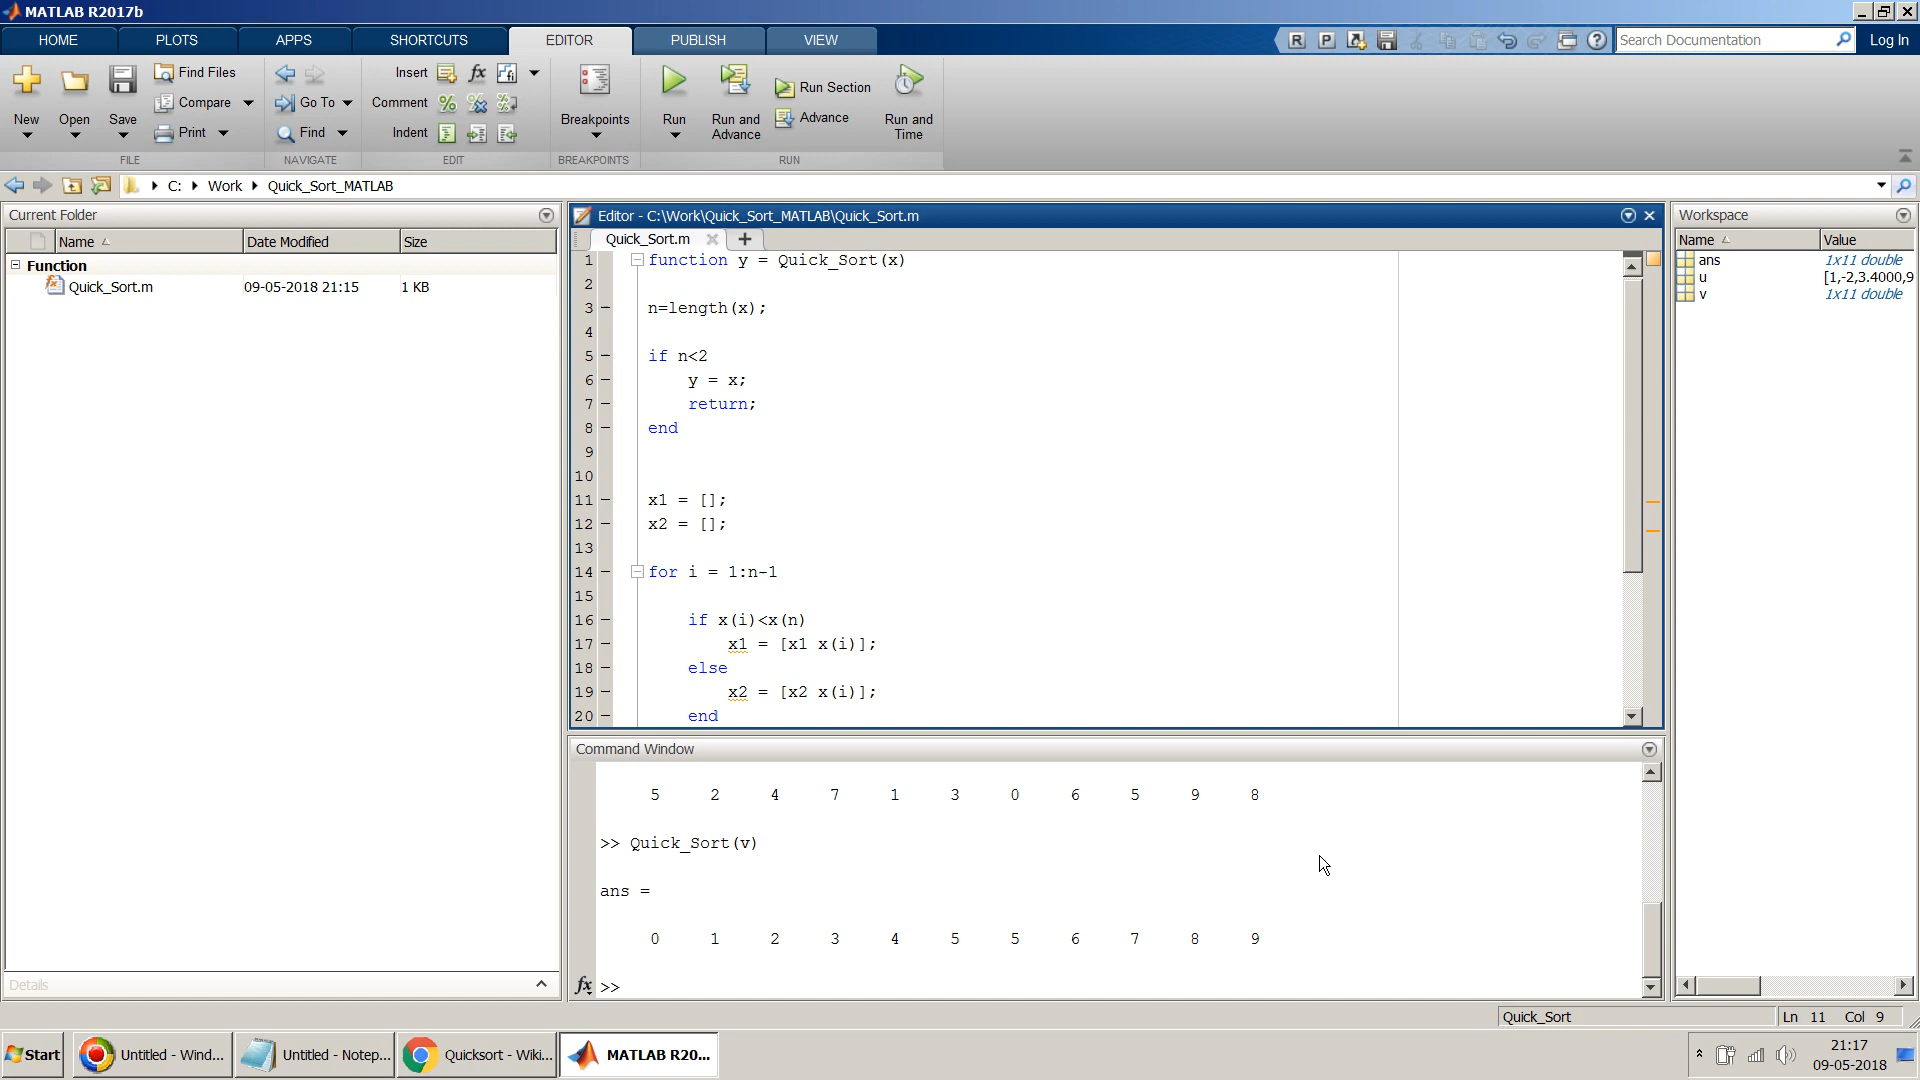 MATLAB R2017b
HOME PLOTS APPS SHORTCUTS EDITOR PUBLISH VIEW
Search Documentation
Log In
New
Open
Save
Find Files
Compare
Print
FILE
Go To
Find
NAVIGATE
Insert
Comment
Indent
EDIT
Breakpoints
BREAKPOINTS
Run
Run and Advance
Run Section
Advance
Run and Time
RUN
C: Work Quick_Sort_MATLAB
Current Folder
Name Date Modified Size
Function
Quick_Sort.m 09-05-2018 21:15 1 KB
Details
Editor - C:\Work\Quick_Sort_MATLAB\Quick_Sort.m
Quick_Sort.m
1 function y = Quick_Sort(x)
2
3 n=length(x);
4
5 if n<2
6 y = x;
7 return;
8 end
9
10
11 x1 = [];
12 x2 = [];
13
14 for i = 1:n-1
15
16 if x(i)<x(n)
17 x1 = [x1 x(i)];
18 else
19 x2 = [x2 x(i)];
20 end
Command Window
5 2 4 7 1 3 0 6 5 9 8
>> Quick_Sort(v)
ans =
0 1 2 3 4 5 5 6 7 8 9
fx >>
Workspace
Name Value
ans 1x11 double
u [1,-2,3.4000,9
v 1x11 double
Quick_Sort
Ln 11 Col 9
Start
Untitled - Wind...
Untitled - Notep...
Quicksort - Wiki...
MATLAB R20...
21:17
09-05-2018